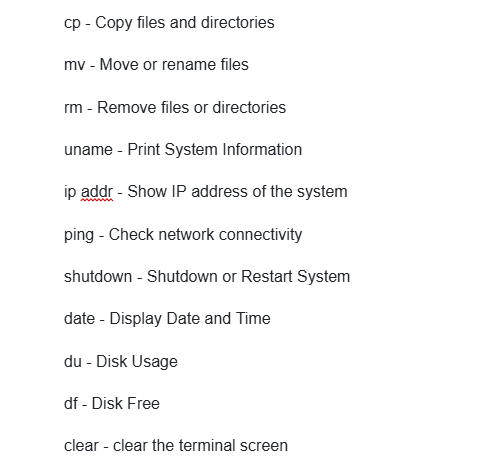 cp - Copy files and directories
mv - Move or rename files
rm - Remove files or directories
uname - Print System Information
ip addr - Show IP address of the system
ping - Check network connectivity
shutdown - Shutdown or Restart System
date - Display Date and Time
du - Disk Usage
df - Disk Free
clear - clear the terminal screen